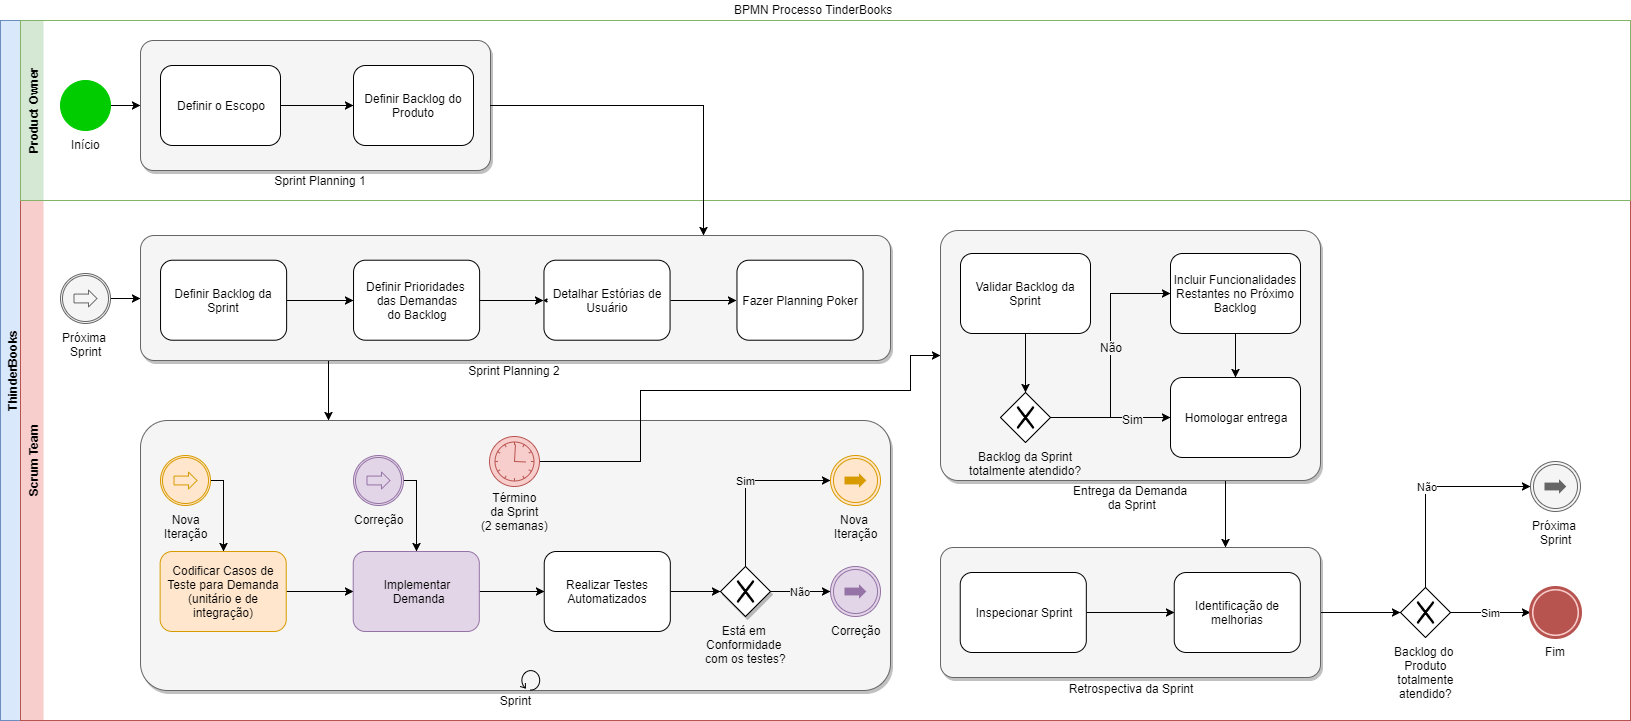 BPMN Processo TinderBooks
ThinderBooks
Product Owner
Início
Definir o Escopo
Definir Backlog do
Produto
Sprint Planning 1
Scrum Team
Próxima
Sprint
Definir Backlog da
Sprint
Definir Prioridades
das Demandas
do Backlog
Detalhar Estórias de
Usuário
Fazer Planning Poker
Sprint Planning 2
Nova
Iteração
Correção
Término
da Sprint
(2 semanas)
Codificar Casos de
Teste para Demanda
(unitário e de
integração)
Implementar
Demanda
Realizar Testes
Automatizados
Está em
Conformidade
com os testes?
Sim
Nova
Iteração
Não
Correção
Sprint
Validar Backlog da
Sprint
Backlog da Sprint
totalmente atendido?
Não
Sim
Incluir Funcionalidades
Restantes no Próximo
Backlog
Homologar entrega
Entrega da Demanda
da Sprint
Inspecionar Sprint
Identificação de
melhorias
Retrospectiva da Sprint
Backlog do
Produto
totalmente
atendido?
Não
Próxima
Sprint
Sim
Fim